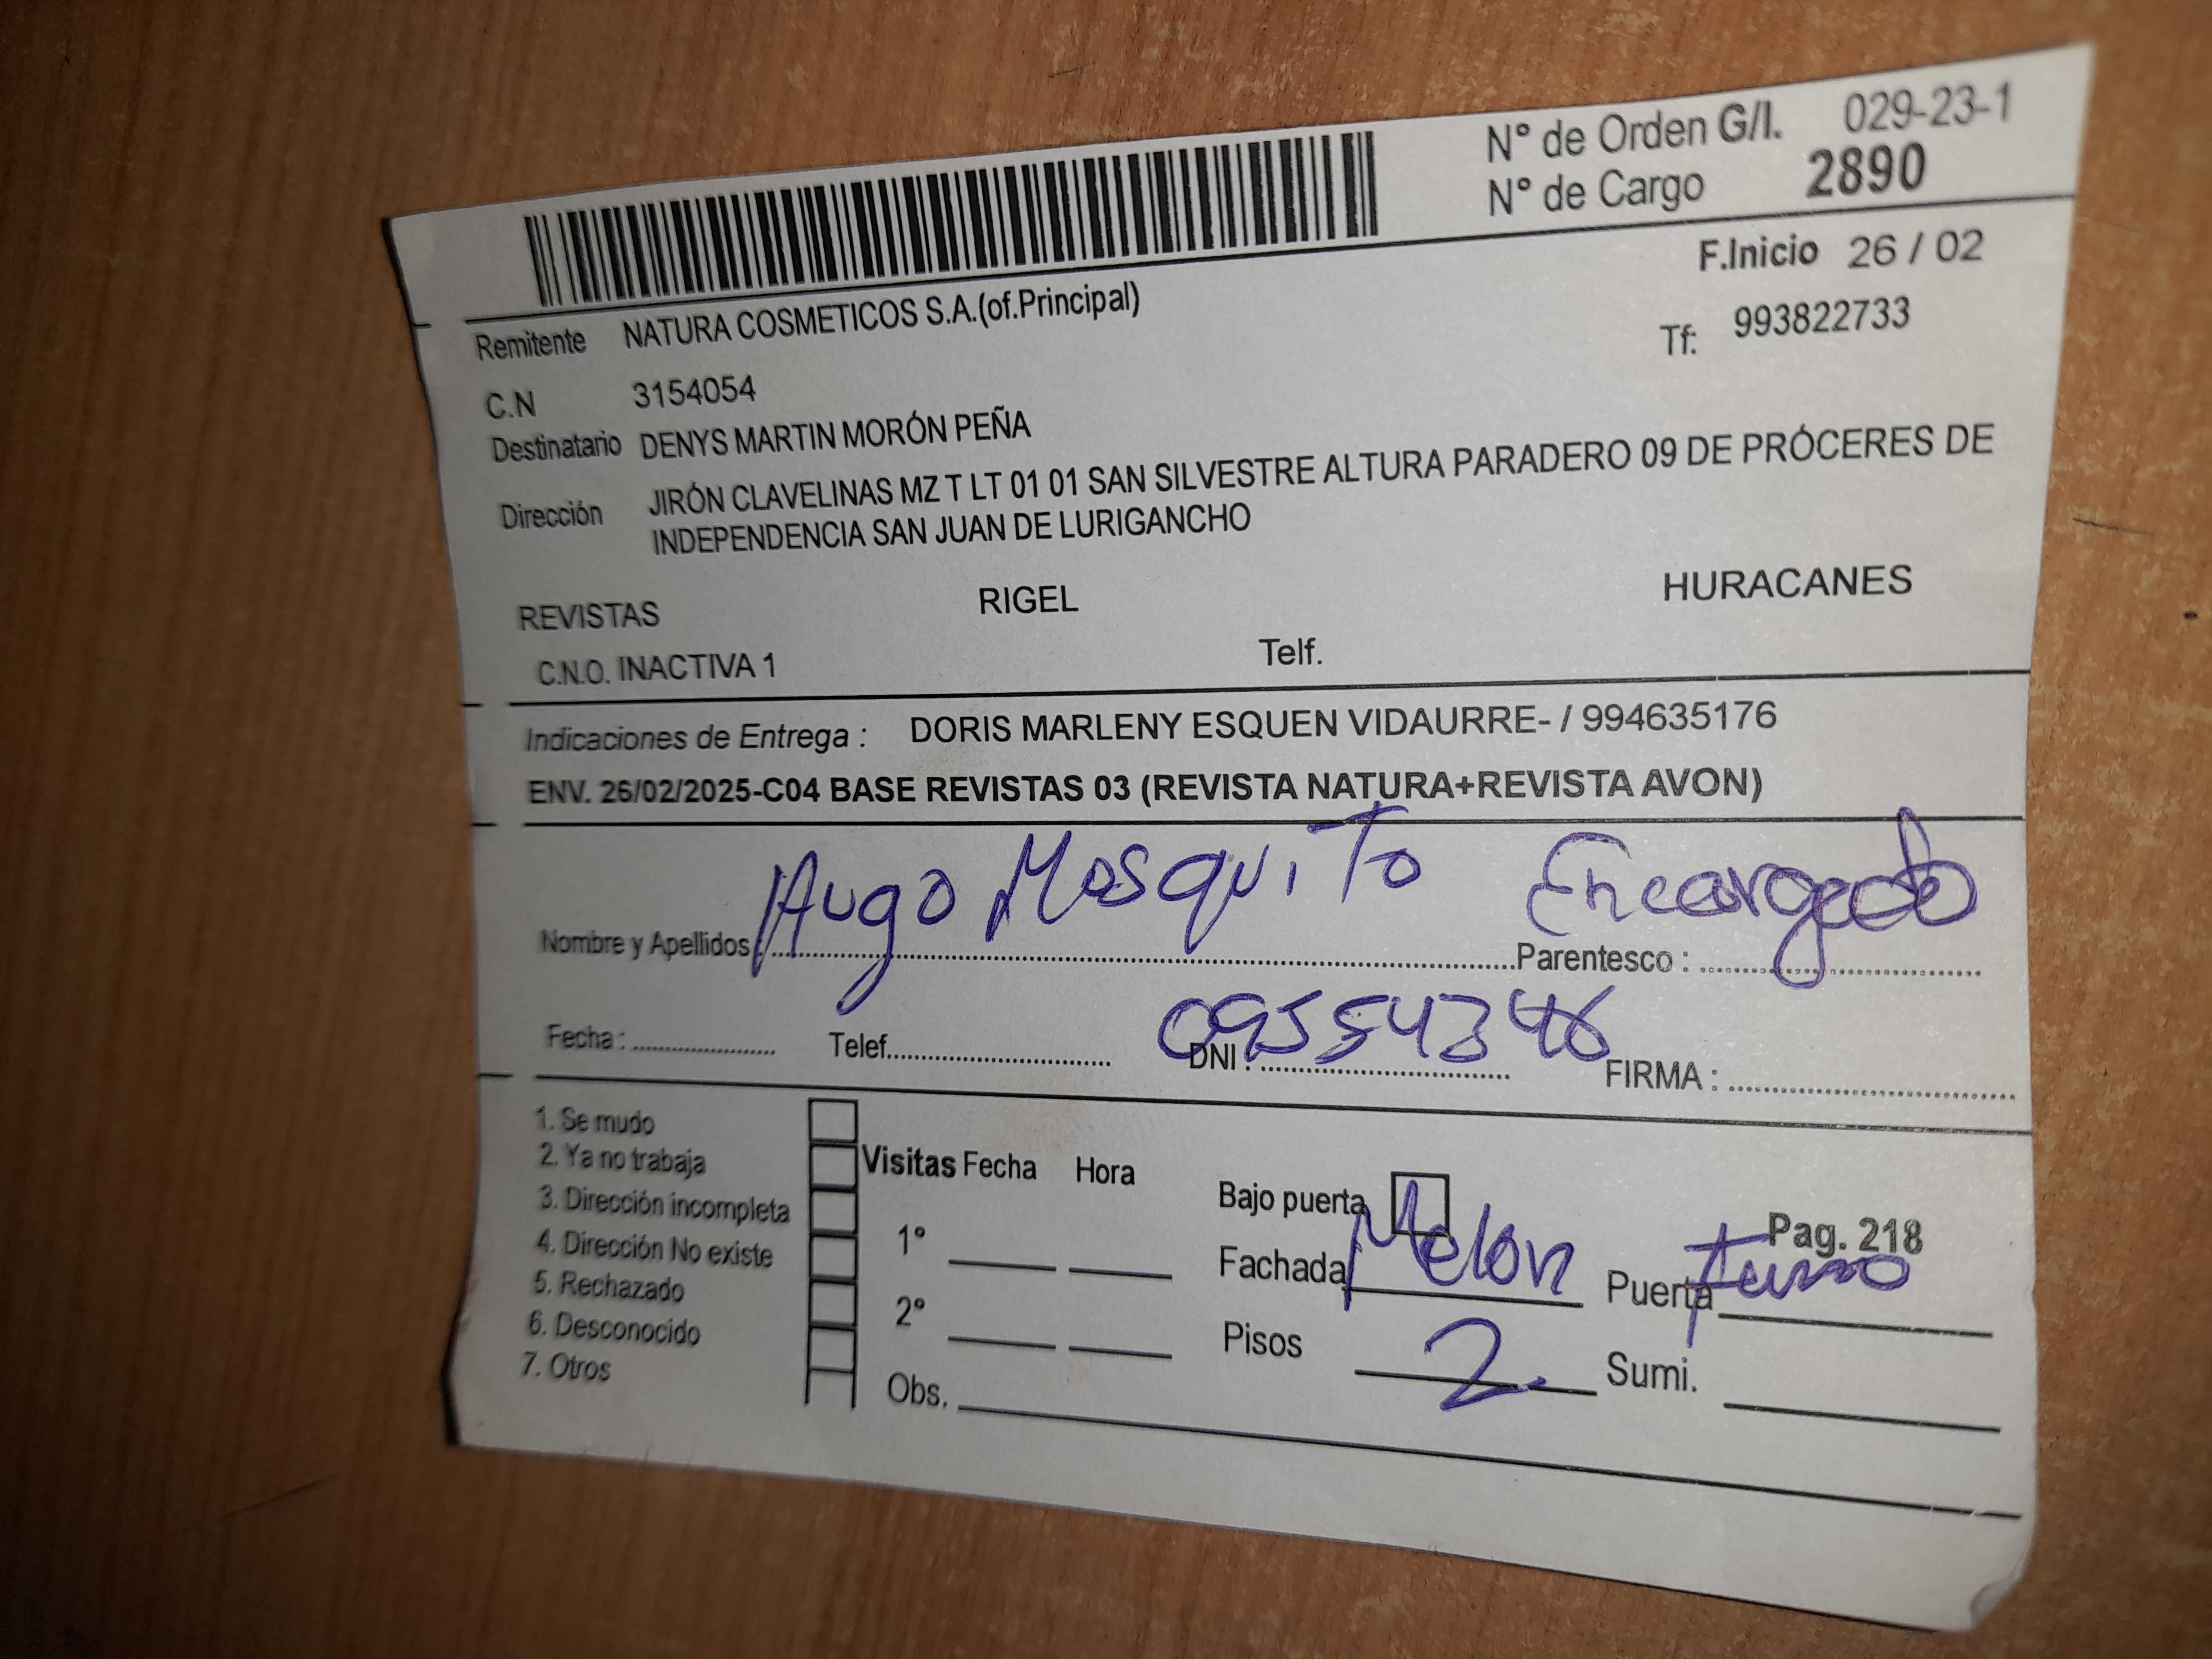 Nº de Orden G/I. 029-23-1
Nº de Cargo 2890
F.Inicio 26 / 02
Remitente NATURA COSMETICOS S.A.(of.Principal)
Tf: 993822733
C.N 3154054
Destinatario DENYS MARTIN MORÓN PEÑA
Dirección JIRÓN CLAVELINAS MZ T LT 01 01 SAN SILVESTRE ALTURA PARADERO 09 DE PRÓCERES DE
INDEPENDENCIA SAN JUAN DE LURIGANCHO
REVISTAS RIGEL HURACANES
C.N.O. INACTIVA 1 Telf.
Indicaciones de Entrega : DORIS MARLENY ESQUEN VIDAURRE- / 994635176
ENV. 26/02/2025-C04 BASE REVISTAS 03 (REVISTA NATURA+REVISTA AVON)
Nombre y Apellidos: Hugo Mosquito Parentesco : Encargado
Fecha : Telef. DNI : 09554346 FIRMA :
1. Se mudo
2. Ya no trabaja
3. Dirección incompleta
4. Dirección No existe
5. Rechazado
6. Desconocido
7. Otros
Visitas Fecha Hora
1º
2º
Obs.
Bajo puerta
Pag. 218
Fachada Melon Puerta
Pisos 2. Sumi.